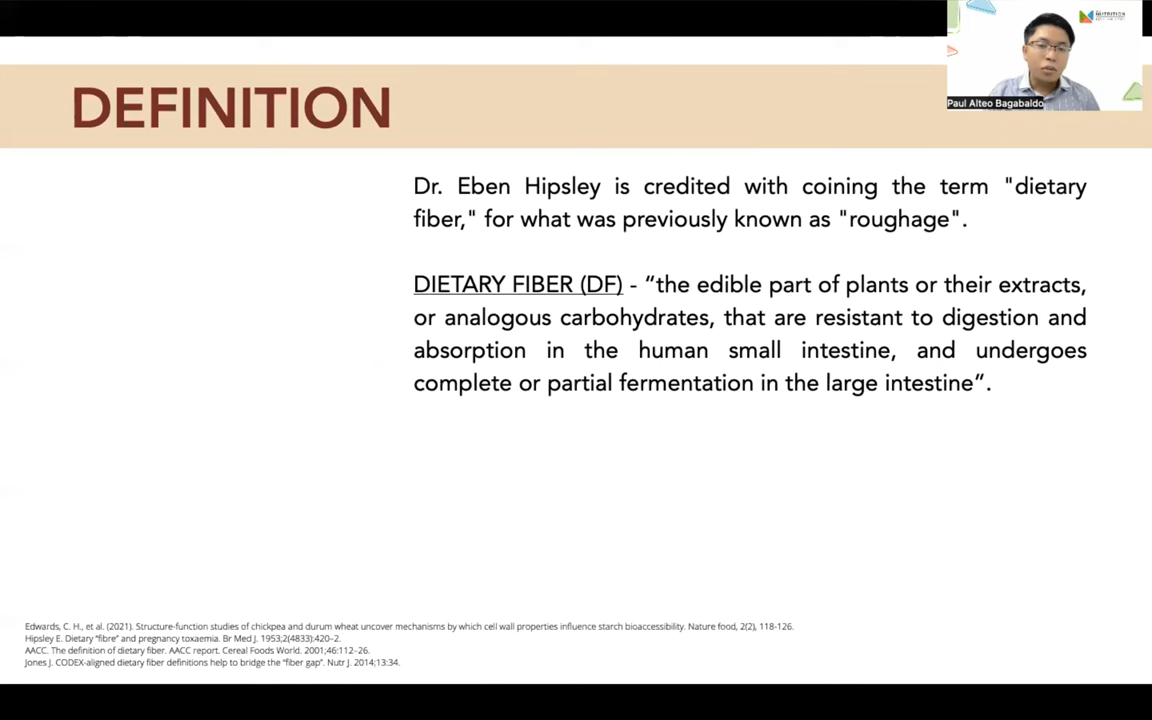 NUTRITION
Paul Alteo Bagabaldo
DEFINITION
Dr. Eben Hipsley is credited with coining the term "dietary
fiber," for what was previously known as "roughage".
DIETARY FIBER (DF) - “the edible part of plants or their extracts,
or analogous carbohydrates, that are resistant to digestion and
absorption in the human small intestine, and undergoes
complete or partial fermentation in the large intestine”.
Edwards, C. H., et al. (2021). Structure-function studies of chickpea and durum wheat uncover mechanisms by which cell wall properties influence starch bioaccessibility. Nature food, 2(2), 118-126.
Hipsley E. Dietary “fibre” and pregnancy toxaemia. Br Med J. 1953;2(4833):420–2.
AACC. The definition of dietary fiber. AACC report. Cereal Foods World. 2001;46:112–26.
Jones J. CODEX-aligned dietary fiber definitions help to bridge the “fiber gap”. Nutr J. 2014;13:34.